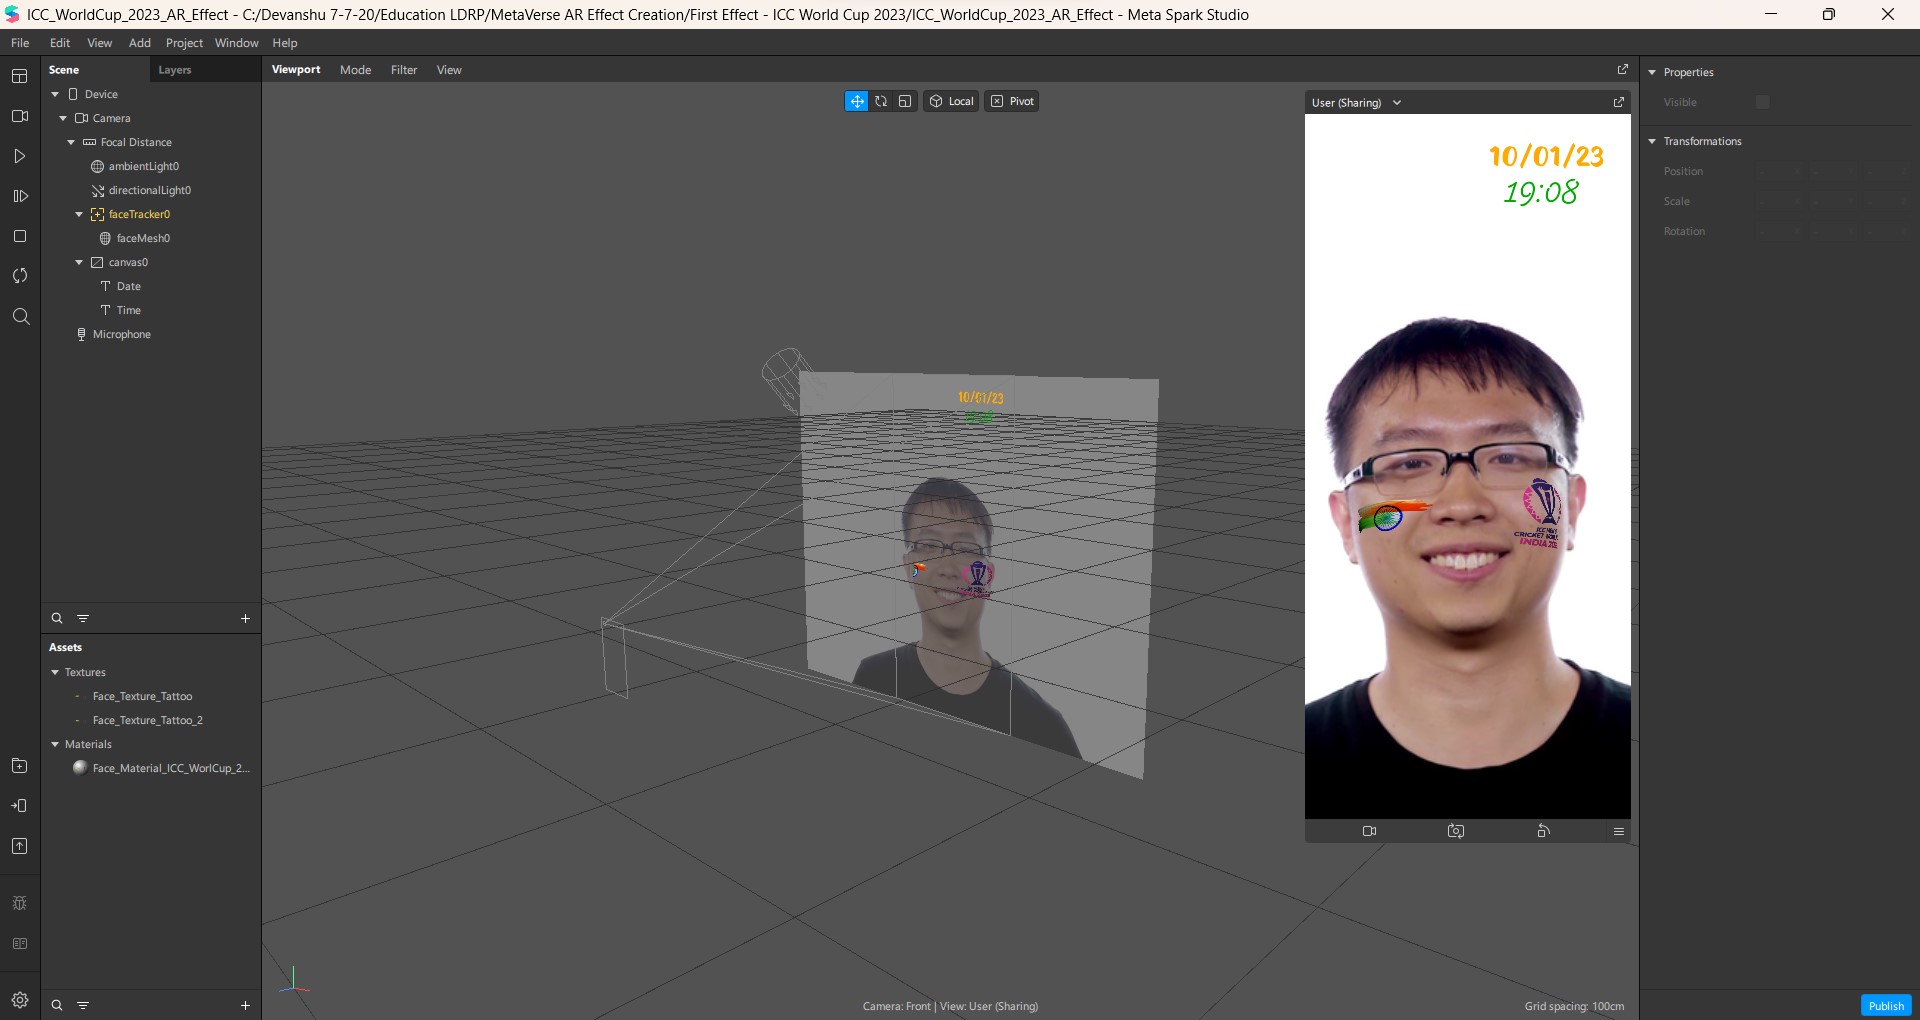 ICC_WorldCup_2023_AR_Effect - C:/Devanshu 7-7-20/Education LDRP/MetaVerse AR Effect Creation/First Effect - ICC World Cup 2023/ICC_WorldCup_2023_AR_Effect - Meta Spark Studio
File Edit View Add Project Window Help
Scene Layers
Device
Camera
Focal Distance
ambientLight0
directionalLight0
faceTracker0
faceMesh0
canvas0
Date
Time
Microphone
Assets
Textures
Face_Texture_Tattoo
Face_Texture_Tattoo_2
Materials
Face_Material_ICC_WorlCup_2...
Viewport Mode Filter View
Local Pivot
10/01/23
19:08
Camera: Front | View: User (Sharing)
Grid spacing: 100cm
User (Sharing)
10/01/23
19:08
ICC MEN'S
CRICKET
INDIA
Properties
Visible
Transformations
Position
Scale
Rotation
Publish